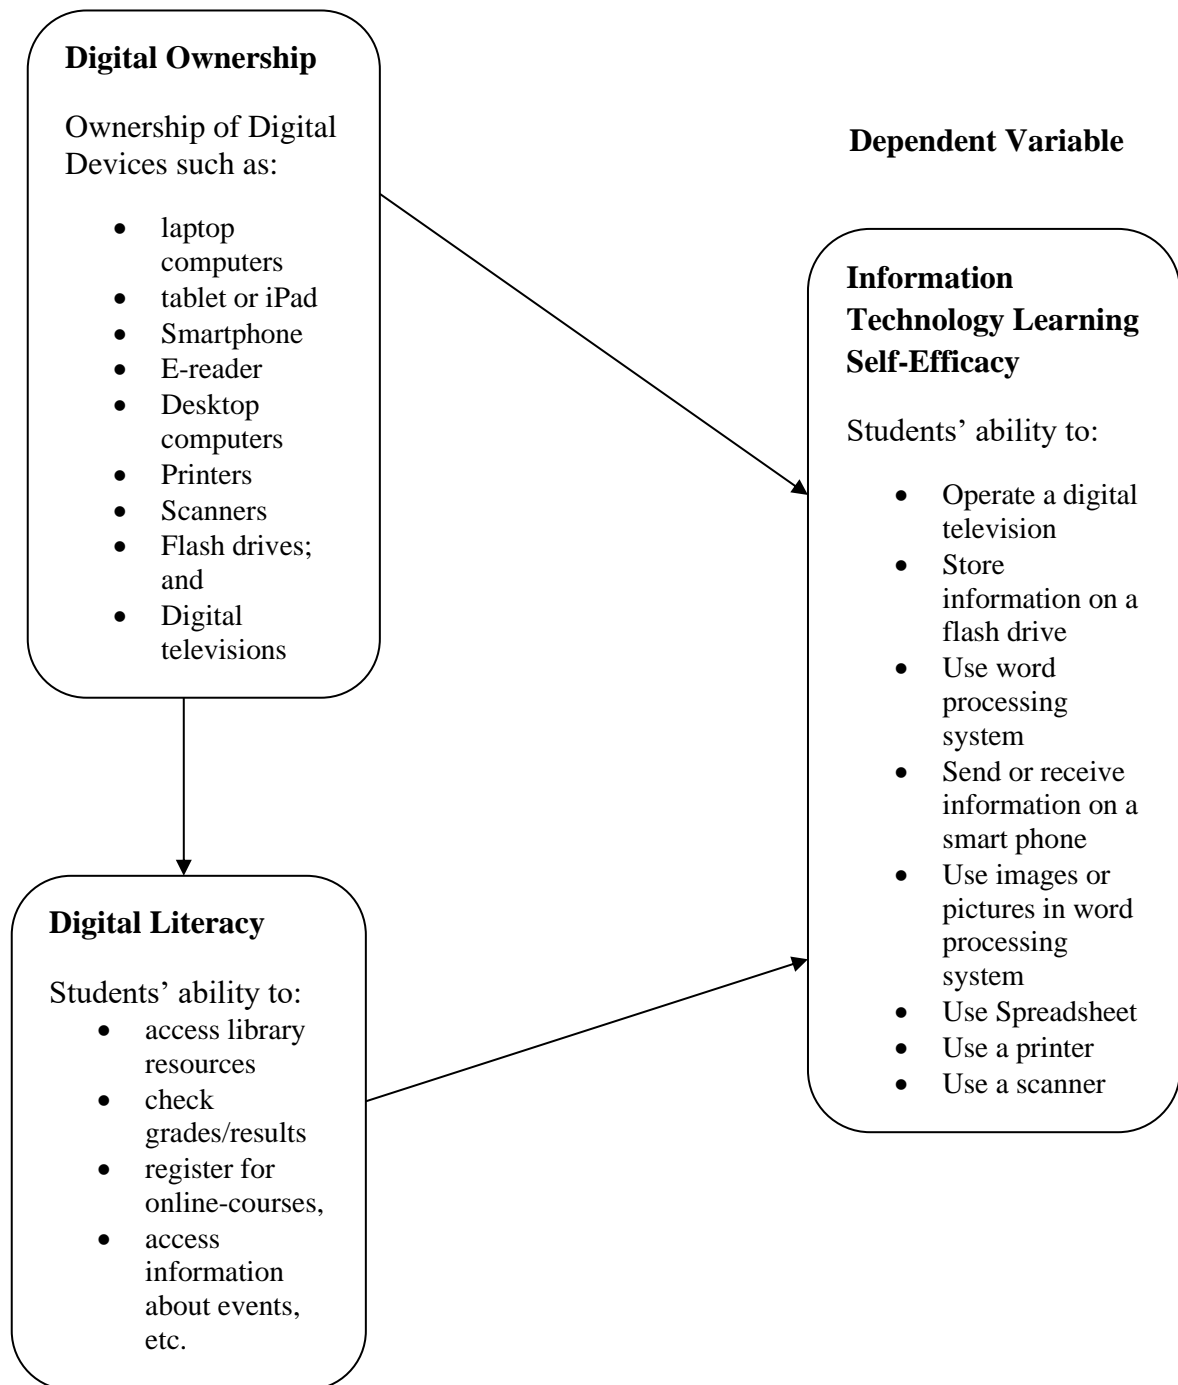 Digital Ownership
Ownership of Digital
Devices such as:
• laptop
computers
• tablet or iPad
• Smartphone
• E-reader
• Desktop
computers
• Printers
• Scanners
• Flash drives;
and
• Digital
televisions
Digital Literacy
Students’ ability to:
• access library
resources
• check
grades/results
• register for
online-courses,
• access
information
about events,
etc.
Dependent Variable
Information
Technology Learning
Self-Efficacy
Students’ ability to:
• Operate a digital
television
• Store
information on a
flash drive
• Use word
processing
system
• Send or receive
information on a
smart phone
• Use images or
pictures in word
processing
system
• Use Spreadsheet
• Use a printer
• Use a scanner